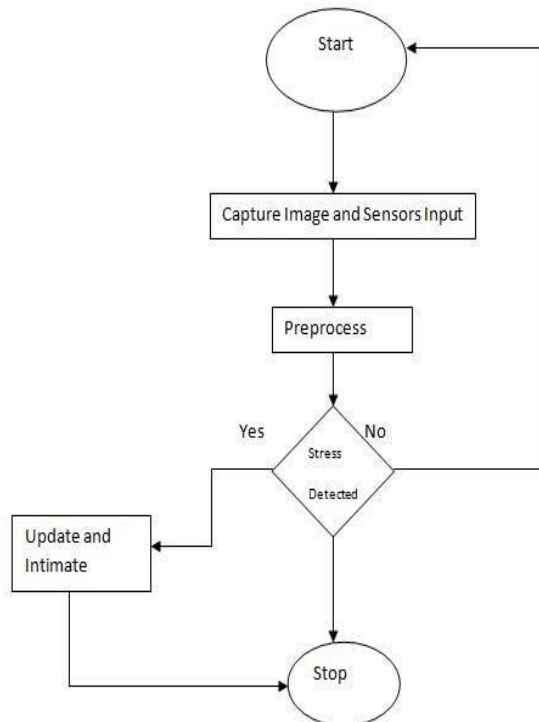 Start
Capture Image and Sensors Input
Preprocess
Yes
No
Stress
Detected
Update and
Intimate
Stop